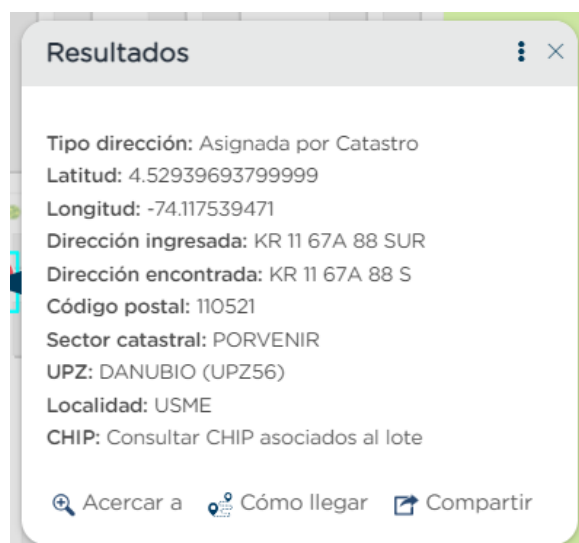 Resultados
Tipo dirección: Asignada por Catastro
Latitud: 4.52939693799999
Longitud: -74.117539471
Dirección ingresada: KR 11 67A 88 SUR
Dirección encontrada: KR 11 67A 88 S
Código postal: 110521
Sector catastral: PORVENIR
UPZ: DANUBIO (UPZ56)
Localidad: USME
CHIP: Consultar CHIP asociados al lote
Acercar a Cómo llegar Compartir